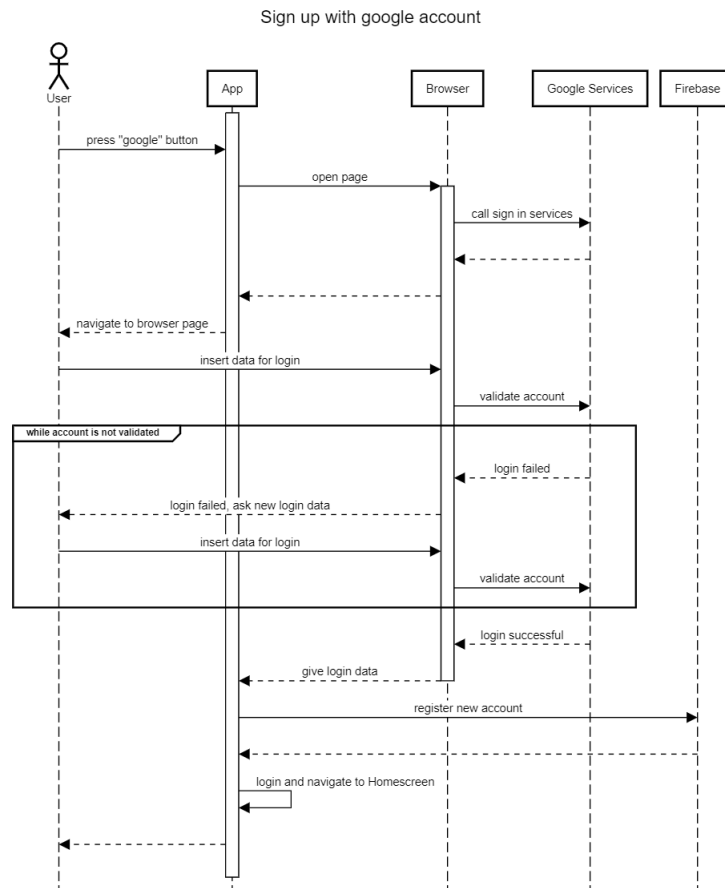 Sign up with google account
User
App
Browser
Google Services
Firebase
press "google" button
open page
call sign in services
navigate to browser page
insert data for login
validate account
while account is not validated
login failed
login failed, ask new login data
insert data for login
validate account
login successful
give login data
register new account
login and navigate to Homescreen